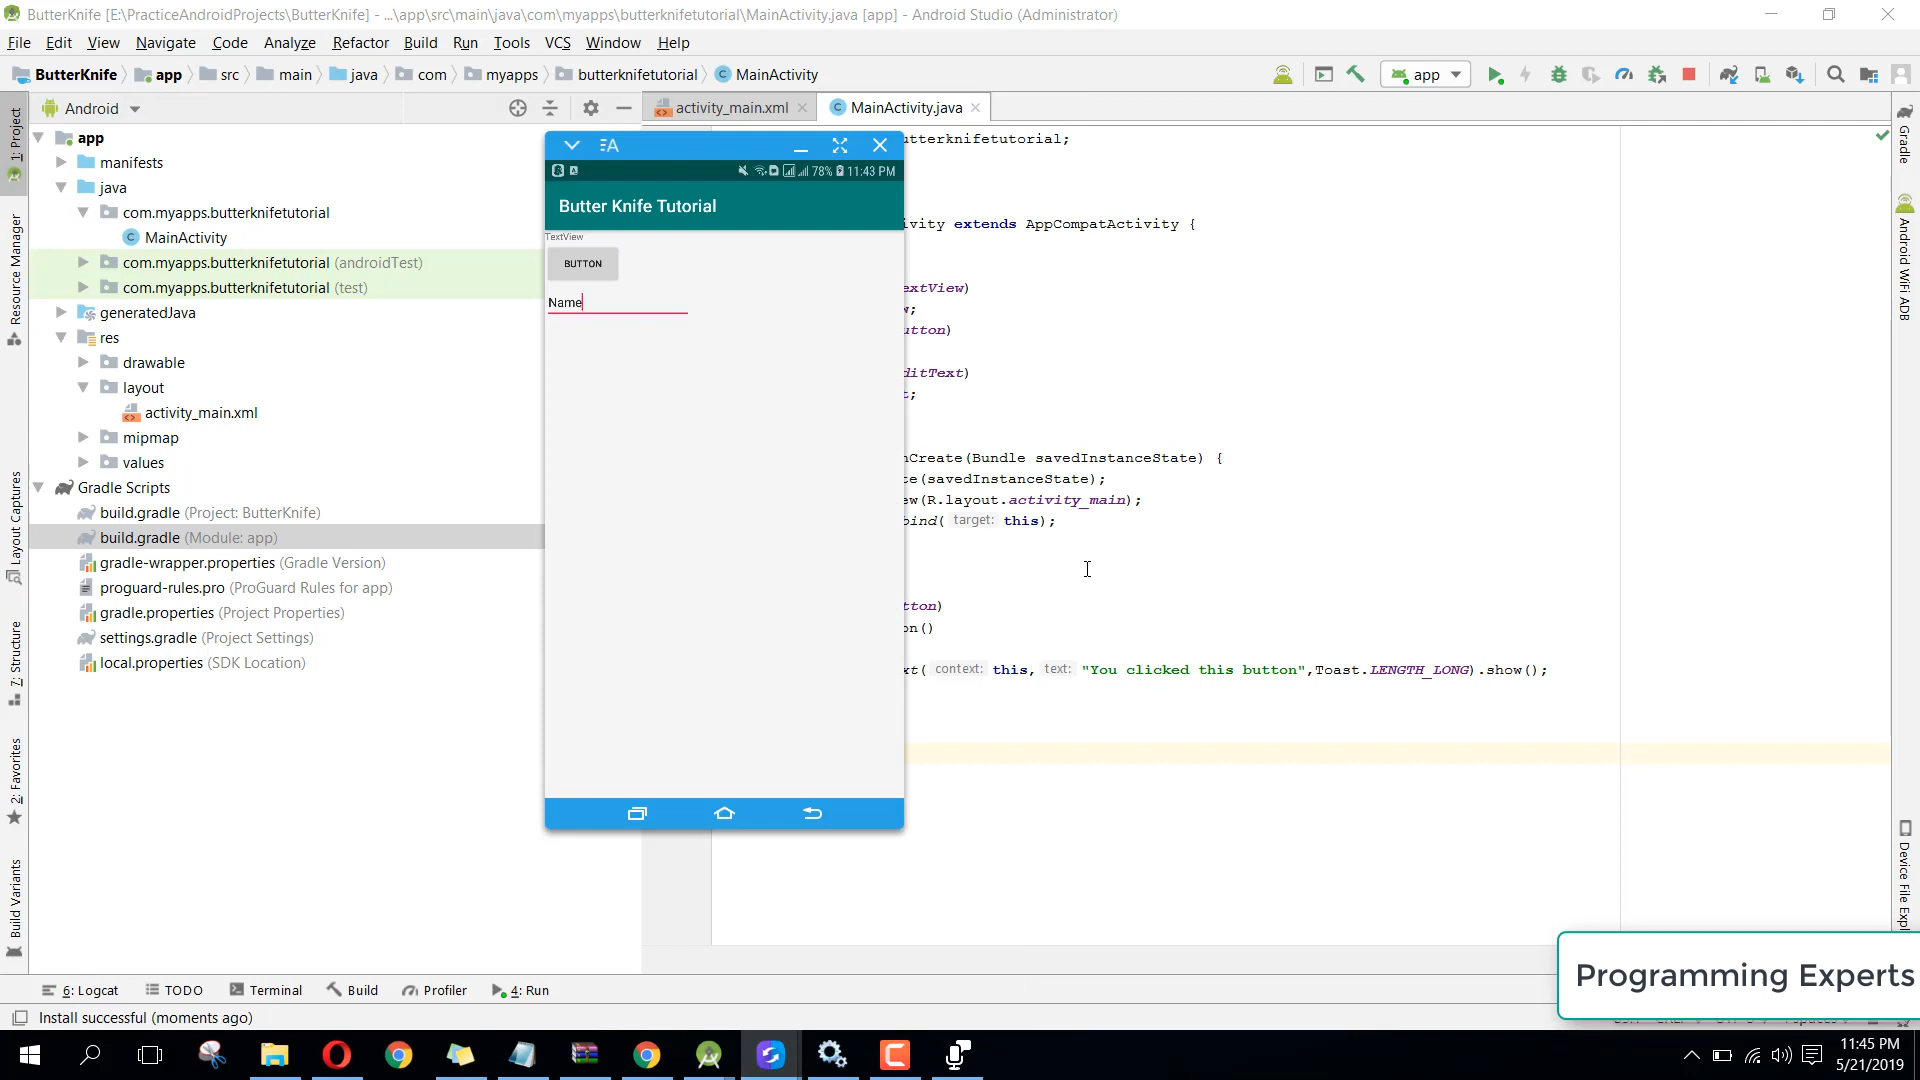 ButterKnife [E:\PracticeAndroidProjects\ButterKnife] - ...\app\src\main\java\com\myapps\butterknifetutorial\MainActivity.java [app] - Android Studio (Administrator)
File Edit View Navigate Code Analyze Refactor Build Run Tools VCS Window Help
ButterKnife app src main java com myapps butterknifetutorial MainActivity app
Android
activity_main.xml
MainActivity.java
1: Project
Resource Manager
Layout Captures
7: Structure
2: Favorites
Build Variants
app
manifests
java
com.myapps.butterknifetutorial
MainActivity
com.myapps.butterknifetutorial (androidTest)
com.myapps.butterknifetutorial (test)
generatedJava
res
drawable
layout
activity_main.xml
mipmap
values
Gradle Scripts
build.gradle (Project: ButterKnife)
build.gradle (Module: app)
gradle-wrapper.properties (Gradle Version)
proguard-rules.pro (ProGuard Rules for app)
gradle.properties (Project Properties)
settings.gradle (Project Settings)
local.properties (SDK Location)
78% 11:43 PM
Butter Knife Tutorial
TextView
BUTTON
Name
utterknifetutorial;
ivity extends AppCompatActivity {
extView)
w;
utton)
ditText)
t;
nCreate(Bundle savedInstanceState) {
te(savedInstanceState);
ew(R.layout.activity_main);
bind( target: this);
tton)
on()
xt( context: this, text: "You clicked this button",Toast.LENGTH_LONG).show();
Gradle
Android WiFi ADB
Device File Expl
Programming Experts
6: Logcat TODO Terminal Build Profiler 4: Run
Install successful (moments ago)
11:45 PM
5/21/2019